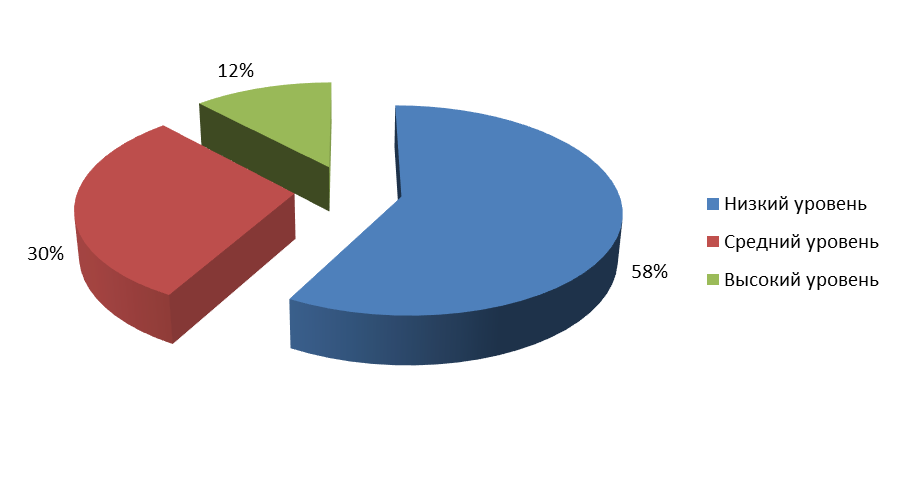 12%
30%
58%
Низкий уровень
Средний уровень
Высокий уровень